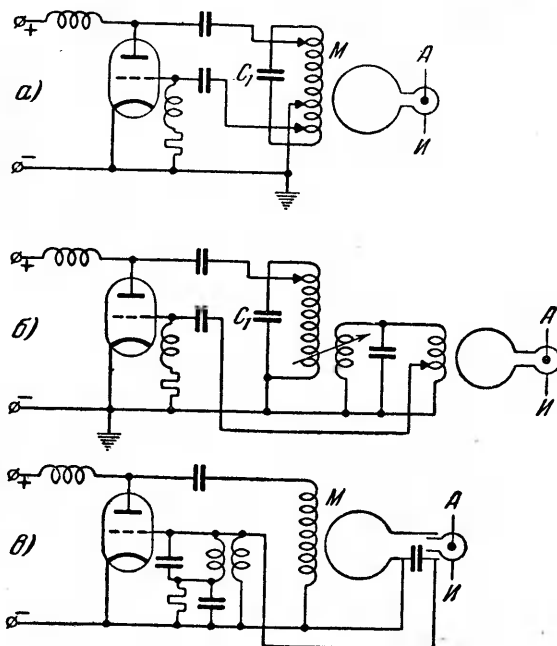 +
а)
C₁
M
A
И
–
+
б)
C₁
A
И
–
+
в)
M
A
И
–